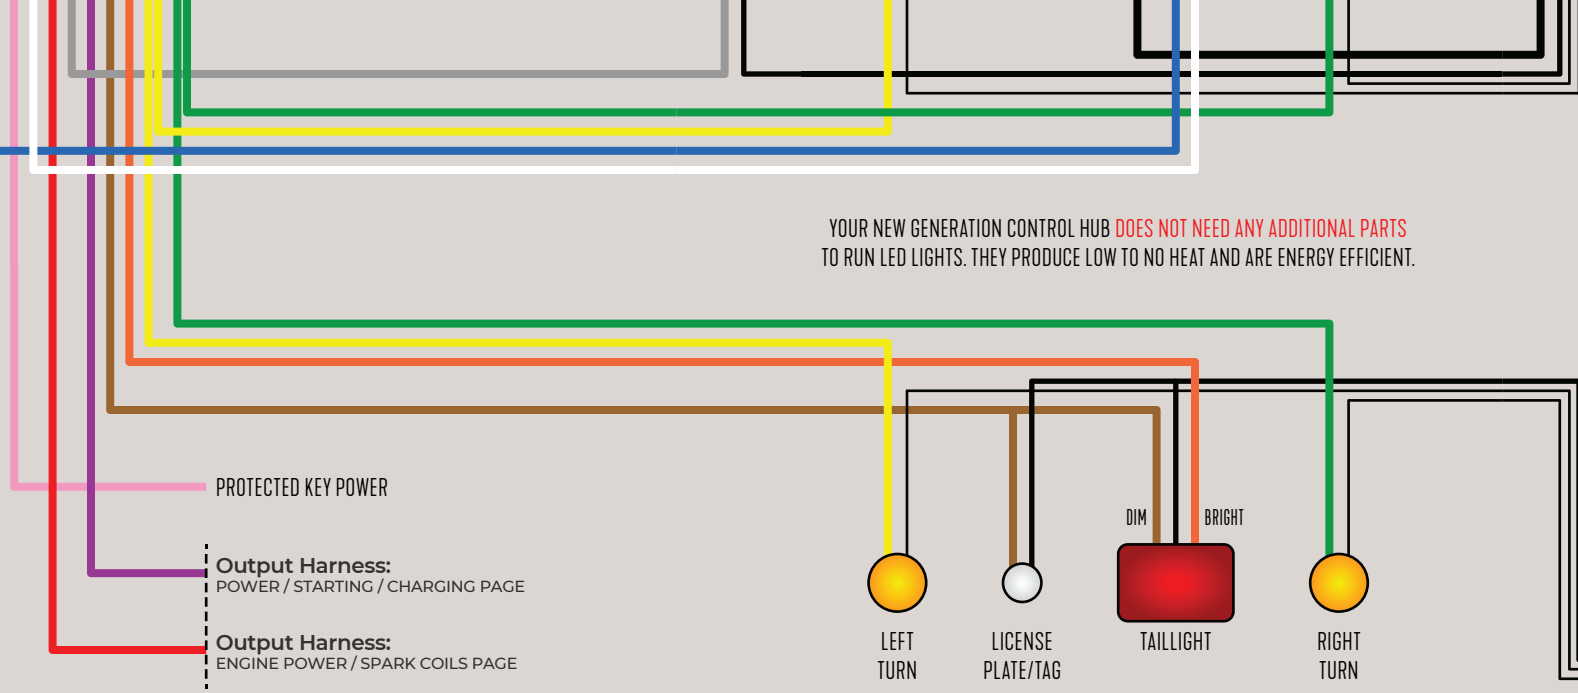 YOUR NEW GENERATION CONTROL HUB DOES NOT NEED ANY ADDITIONAL PARTS
TO RUN LED LIGHTS. THEY PRODUCE LOW TO NO HEAT AND ARE ENERGY EFFICIENT.
PROTECTED KEY POWER
DIM
BRIGHT
Output Harness:
POWER / STARTING / CHARGING PAGE
Output Harness:
ENGINE POWER / SPARK COILS PAGE
LEFT
TURN
LICENSE
PLATE/TAG
TAILLIGHT
RIGHT
TURN